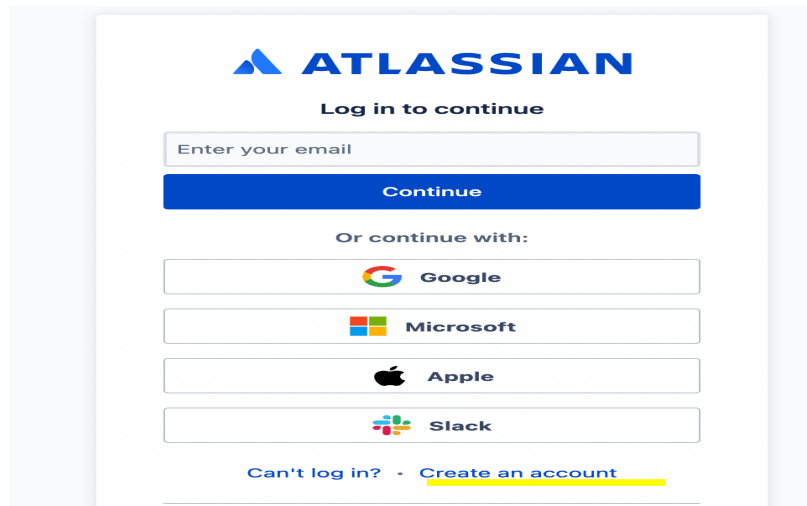 ATLASSIAN
Log in to continue
Enter your email
Continue
Or continue with:
Google
Microsoft
Apple
Slack
Can't log in? • Create an account